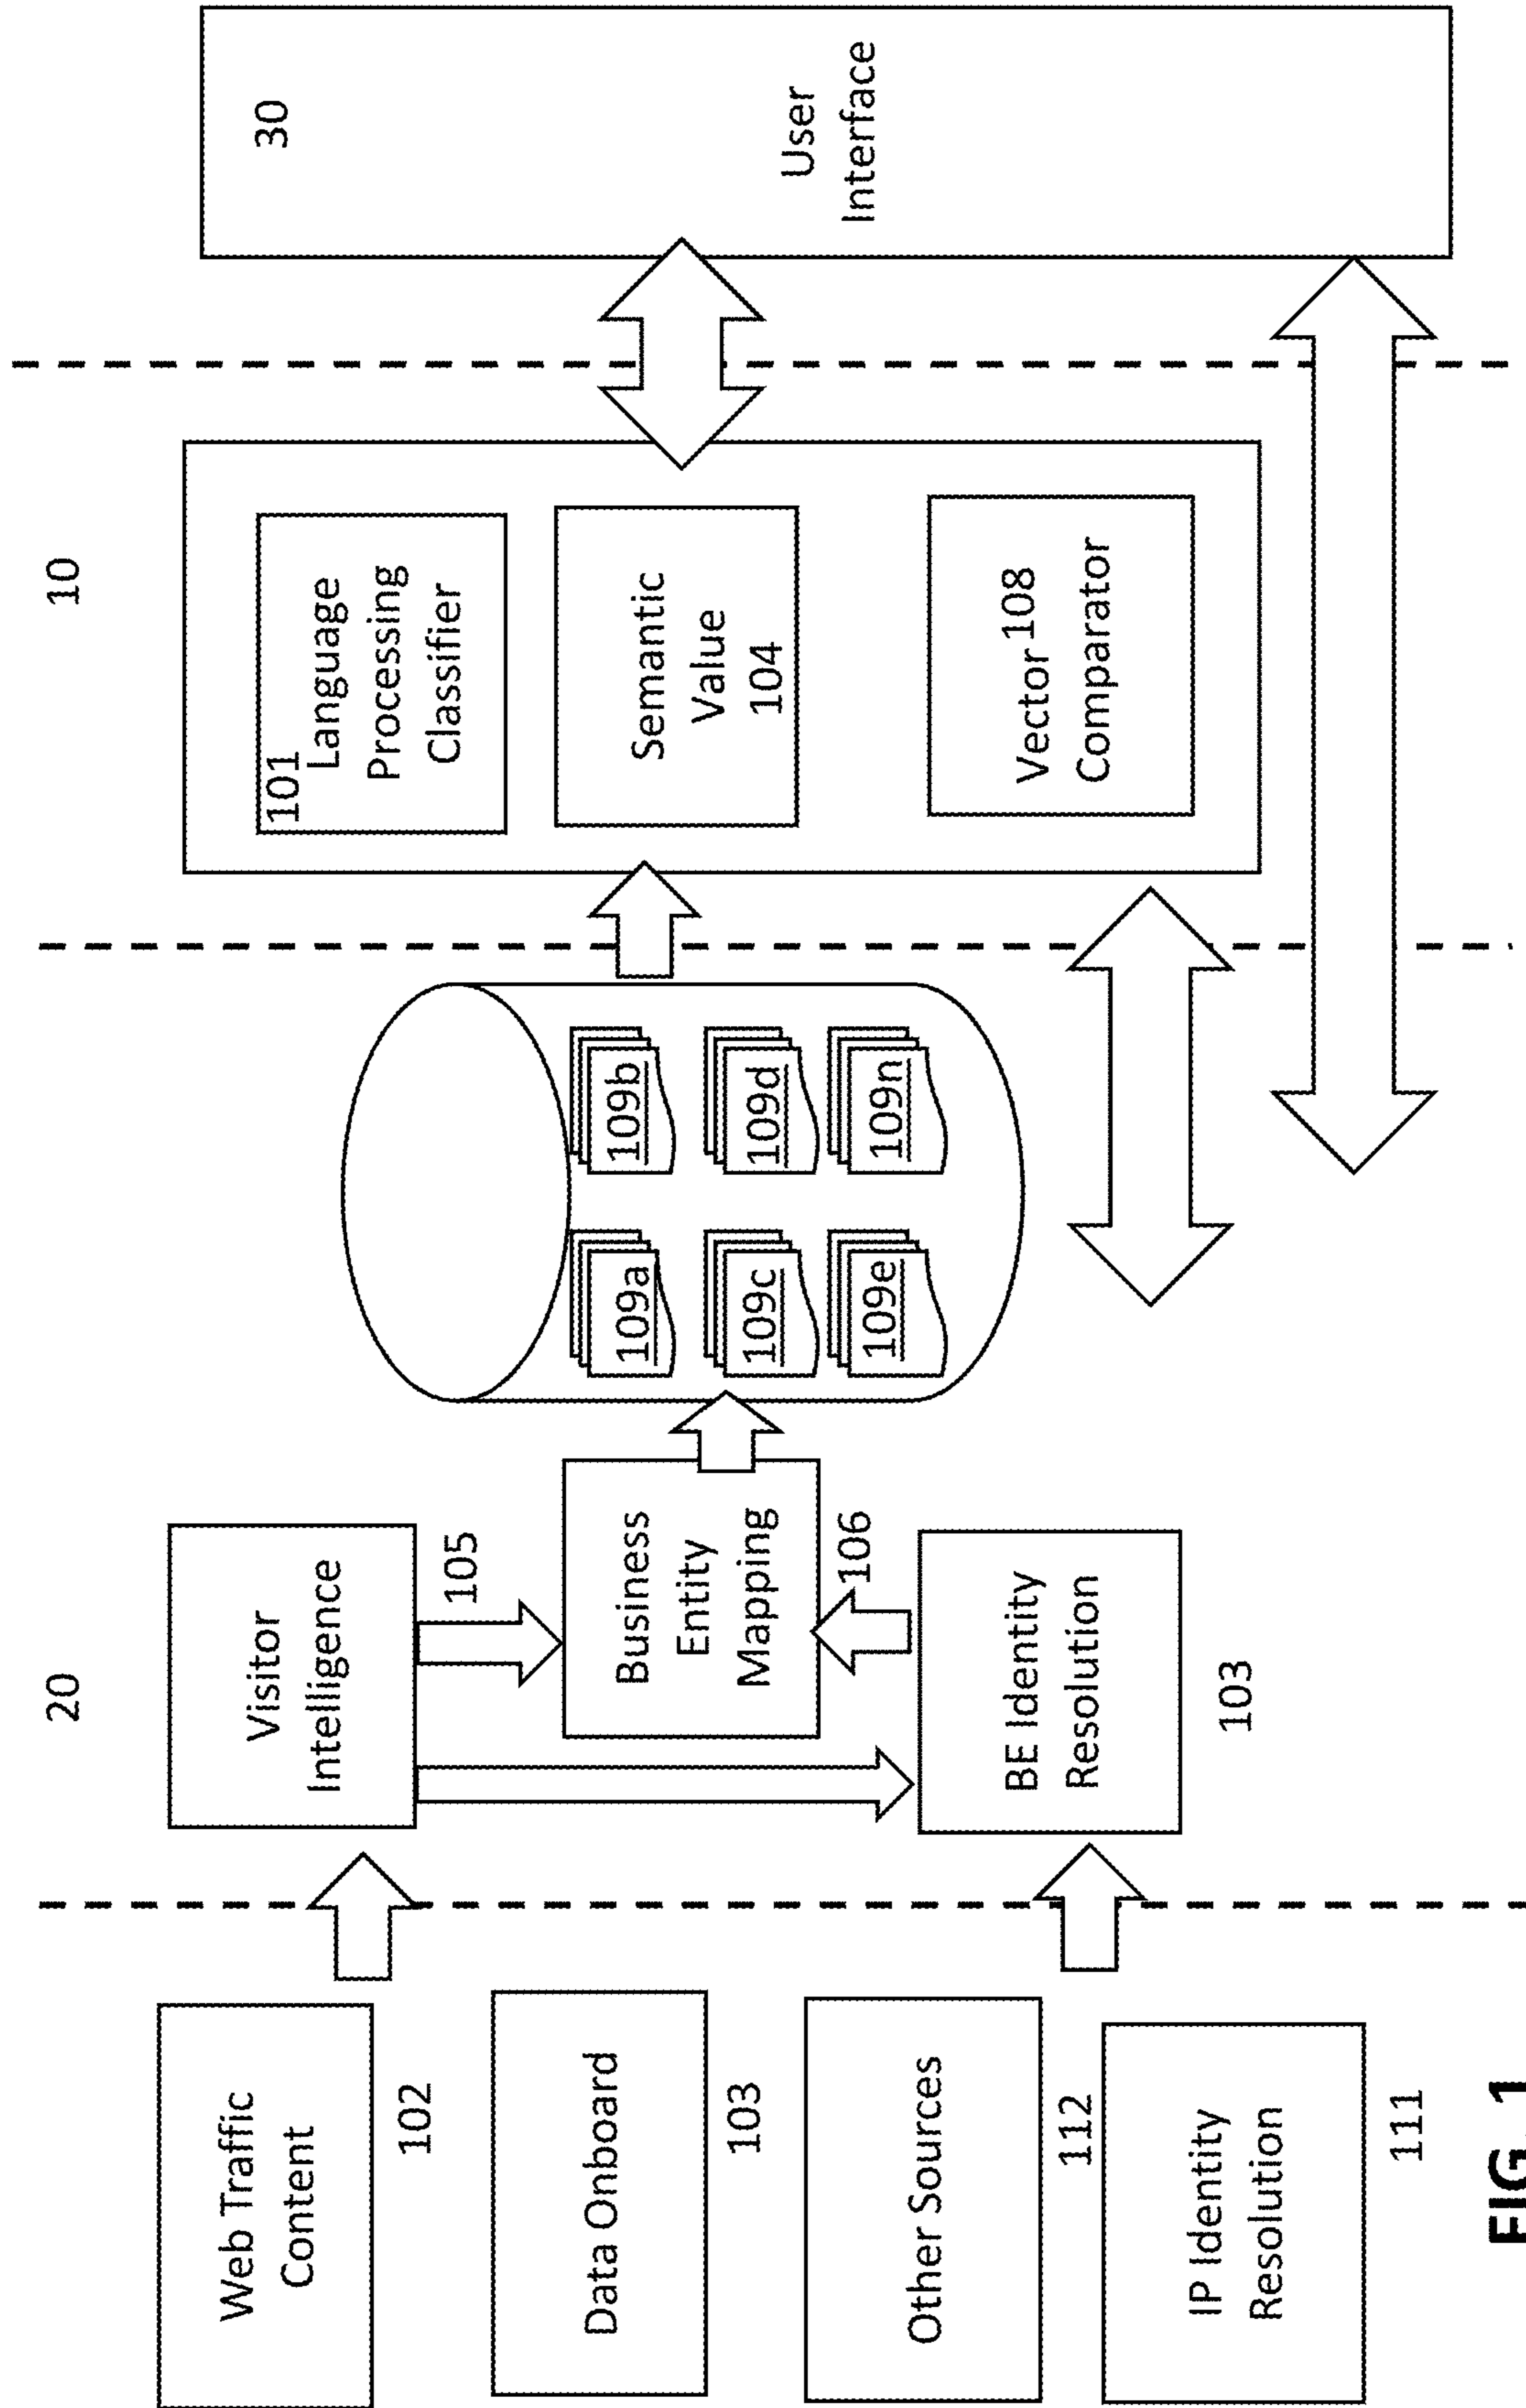 20
10
30
Web Traffic
Content
102
Data Onboard
103
Other Sources
112
IP Identity
Resolution
111
Visitor
Intelligence
105
Business
Entity
Mapping
106
BE Identity
Resolution
103
109a
109b
109c
109d
109e
109n
101
Language
Processing
Classifier
Semantic
Value
104
Vector 108
Comparator
User
Interface
FIG. 1